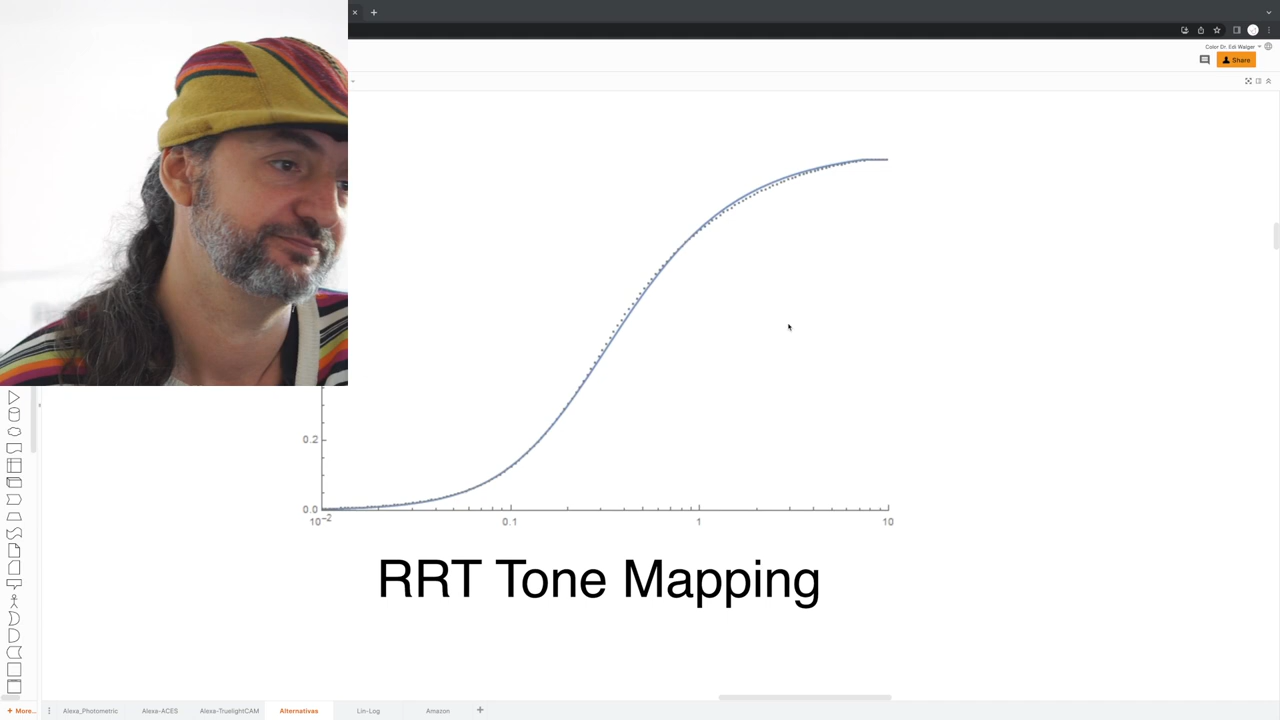 Color Dr. Edi Walger
Share
0.2
0.0
10⁻² 0.1 1 10
RRT Tone Mapping
+ More...
Alexa_Photometric Alexa-ACES Alexa-TruelightCAM Alternativas Lin-Log Amazon